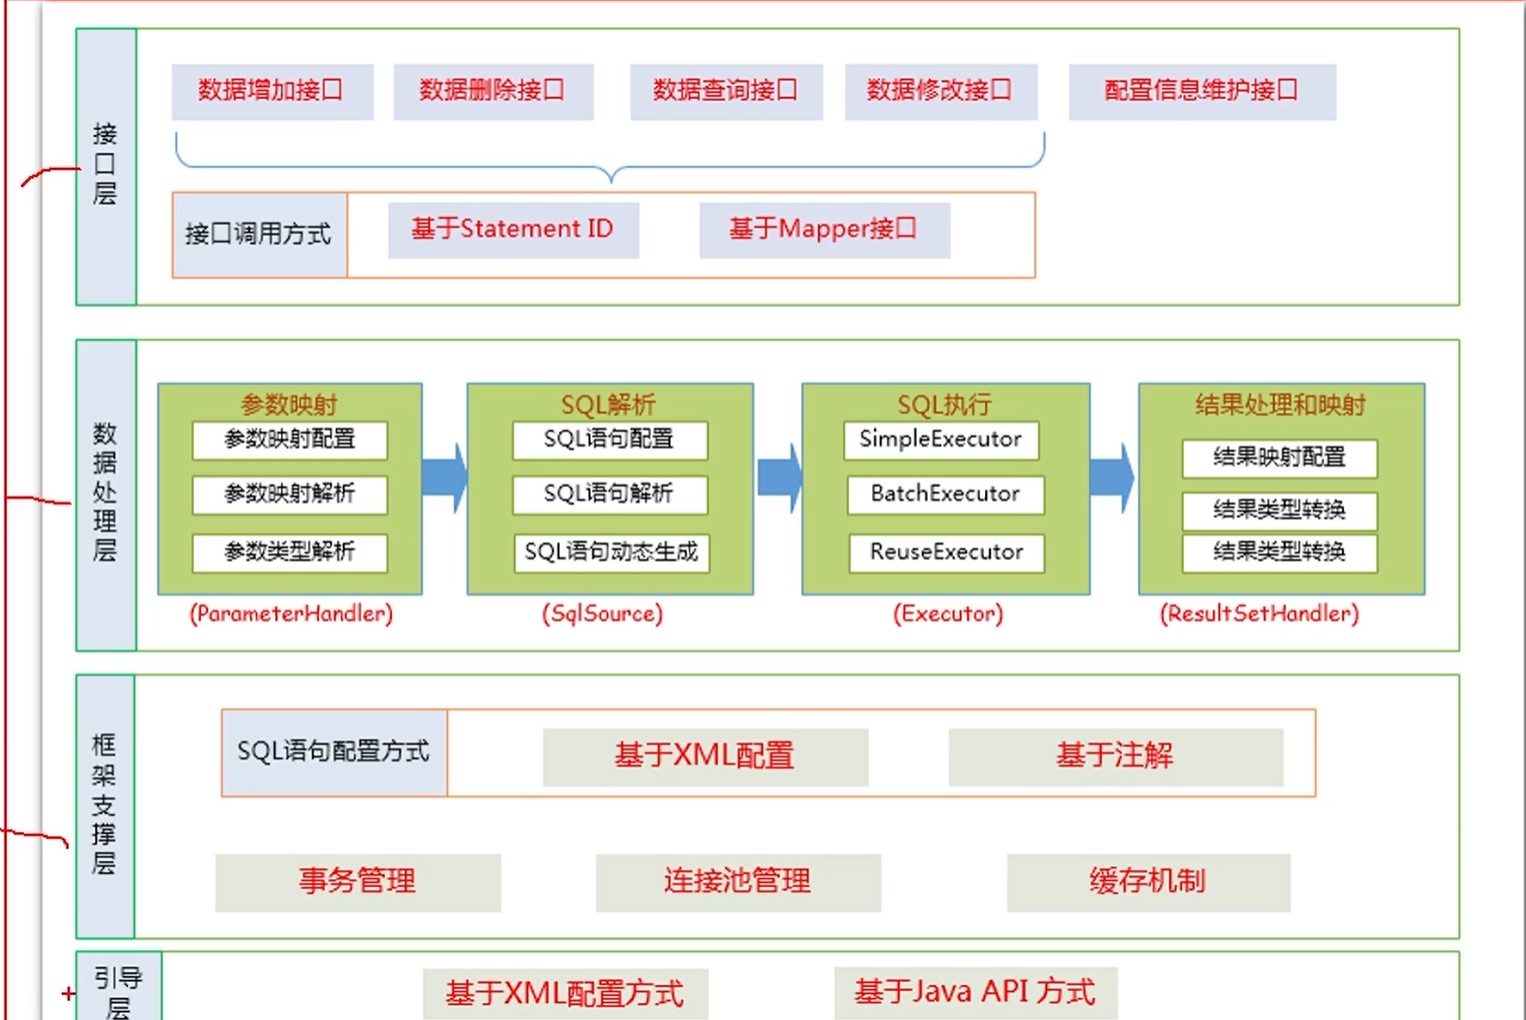 接口层
数据增加接口
数据删除接口
数据查询接口
数据修改接口
配置信息维护接口
接口调用方式
基于Statement ID
基于Mapper接口
数据处理层
参数映射
参数映射配置
参数映射解析
参数类型解析
(ParameterHandler)
SQL解析
SQL语句配置
SQL语句解析
SQL语句动态生成
(SqlSource)
SQL执行
SimpleExecutor
BatchExecutor
ReuseExecutor
(Executor)
结果处理和映射
结果映射配置
结果类型转换
结果类型转换
(ResultSetHandler)
框架支撑层
SQL语句配置方式
基于XML配置
基于注解
事务管理
连接池管理
缓存机制
引导
层
基于XML配置方式
基于Java API 方式